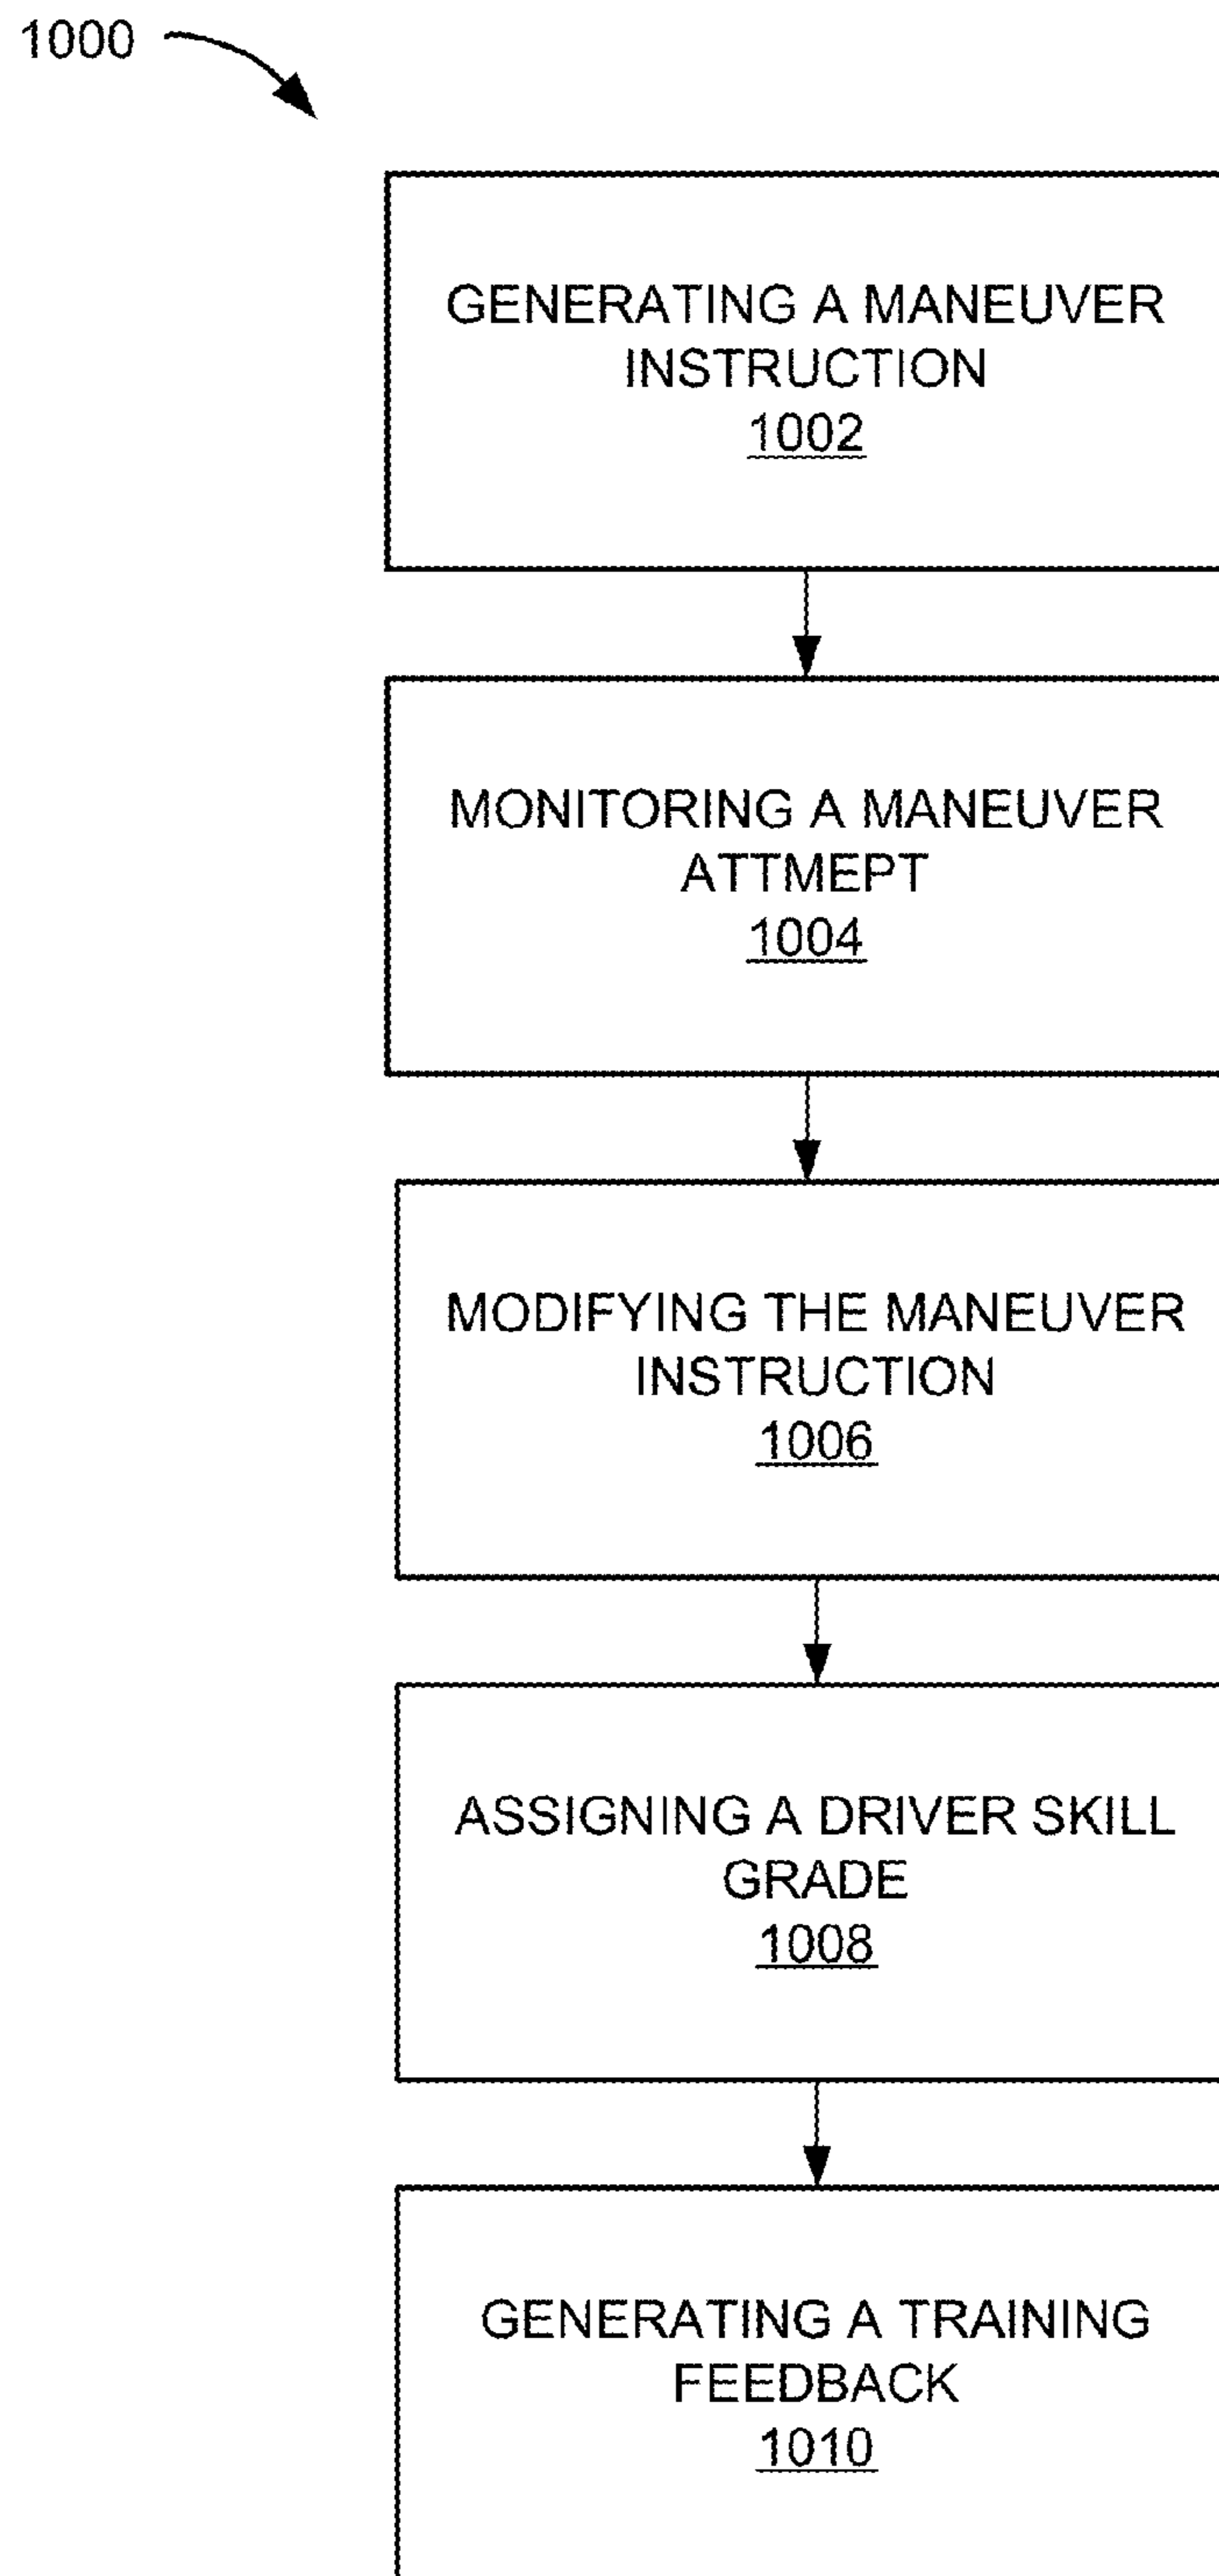 1000
GENERATING A MANEUVER
INSTRUCTION
1002
MONITORING A MANEUVER
ATTMEPT
1004
MODIFYING THE MANEUVER
INSTRUCTION
1006
ASSIGNING A DRIVER SKILL
GRADE
1008
GENERATING A TRAINING
FEEDBACK
1010